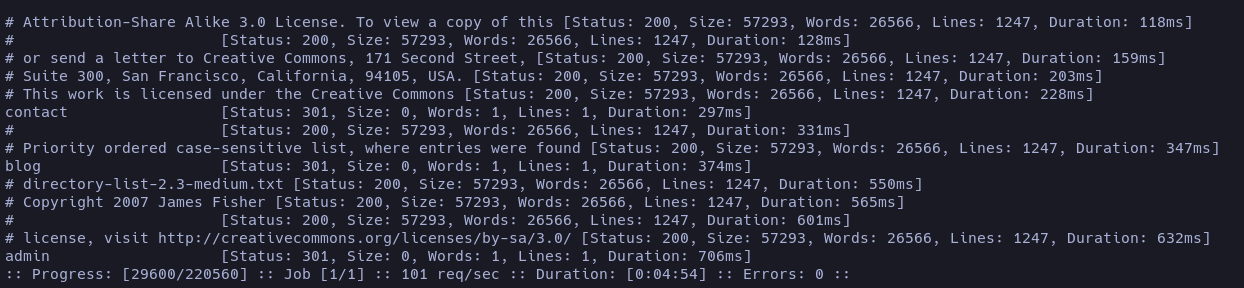 # Attribution-Share Alike 3.0 License. To view a copy of this [Status: 200, Size: 57293, Words: 26566, Lines: 1247, Duration: 118ms]
#                       [Status: 200, Size: 57293, Words: 26566, Lines: 1247, Duration: 128ms]
# or send a letter to Creative Commons, 171 Second Street, [Status: 200, Size: 57293, Words: 26566, Lines: 1247, Duration: 159ms]
# Suite 300, San Francisco, California, 94105, USA. [Status: 200, Size: 57293, Words: 26566, Lines: 1247, Duration: 203ms]
# This work is licensed under the Creative Commons [Status: 200, Size: 57293, Words: 26566, Lines: 1247, Duration: 228ms]
contact                 [Status: 301, Size: 0, Words: 1, Lines: 1, Duration: 297ms]
#                       [Status: 200, Size: 57293, Words: 26566, Lines: 1247, Duration: 331ms]
# Priority ordered case-sensitive list, where entries were found [Status: 200, Size: 57293, Words: 26566, Lines: 1247, Duration: 347ms]
blog                    [Status: 301, Size: 0, Words: 1, Lines: 1, Duration: 374ms]
# directory-list-2.3-medium.txt [Status: 200, Size: 57293, Words: 26566, Lines: 1247, Duration: 550ms]
# Copyright 2007 James Fisher [Status: 200, Size: 57293, Words: 26566, Lines: 1247, Duration: 565ms]
#                       [Status: 200, Size: 57293, Words: 26566, Lines: 1247, Duration: 601ms]
# license, visit http://creativecommons.org/licenses/by-sa/3.0/ [Status: 200, Size: 57293, Words: 26566, Lines: 1247, Duration: 632ms]
admin                   [Status: 301, Size: 0, Words: 1, Lines: 1, Duration: 706ms]
:: Progress: [29600/220560] :: Job [1/1] :: 101 req/sec :: Duration: [0:04:54] :: Errors: 0 ::